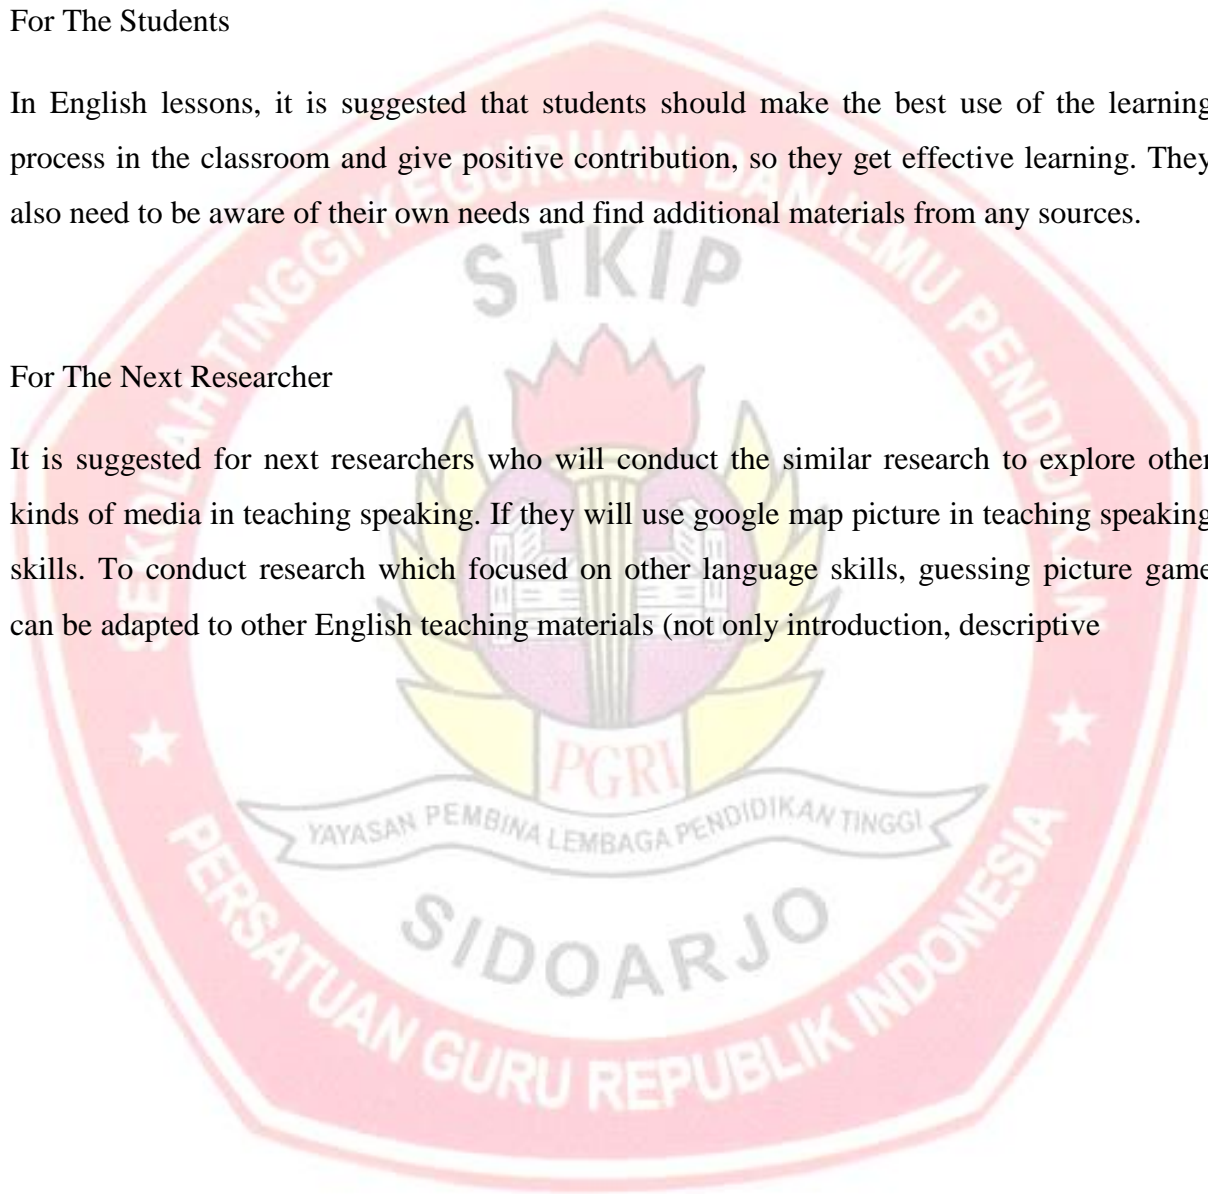 For The Students
In English lessons, it is suggested that students should make the best use of the learning
process in the classroom and give positive contribution, so they get effective learning. They
also need to be aware of their own needs and find additional materials from any sources.
STKIP
SEKOLAH TINGGI KEGURUAN DAN ILMU PENDIDIKAN
For The Next Researcher
It is suggested for next researchers who will conduct the similar research to explore other
kinds of media in teaching speaking. If they will use google map picture in teaching speaking
skills. To conduct research which focused on other language skills, guessing picture game
can be adapted to other English teaching materials (not only introduction, descriptive
PGRI
YAYASAN PEMBINA LEMBAGA PENDIDIKAN TINGGI
SIDOARJO
PERSATUAN GURU REPUBLIK INDONESIA